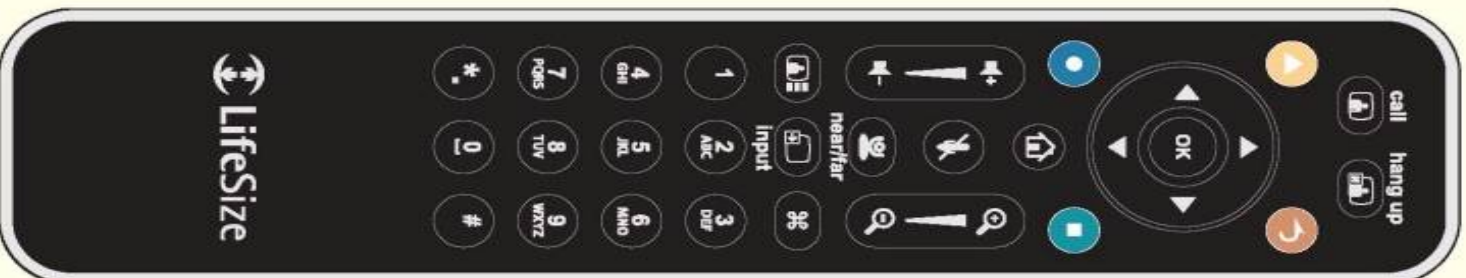 call hang up
OK
near/far
input
1 2 3
ABC DEF
4 5 6
GHI JKL MNO
7 8 9
PQRS TUV WXYZ
* 0 #
.
LifeSize